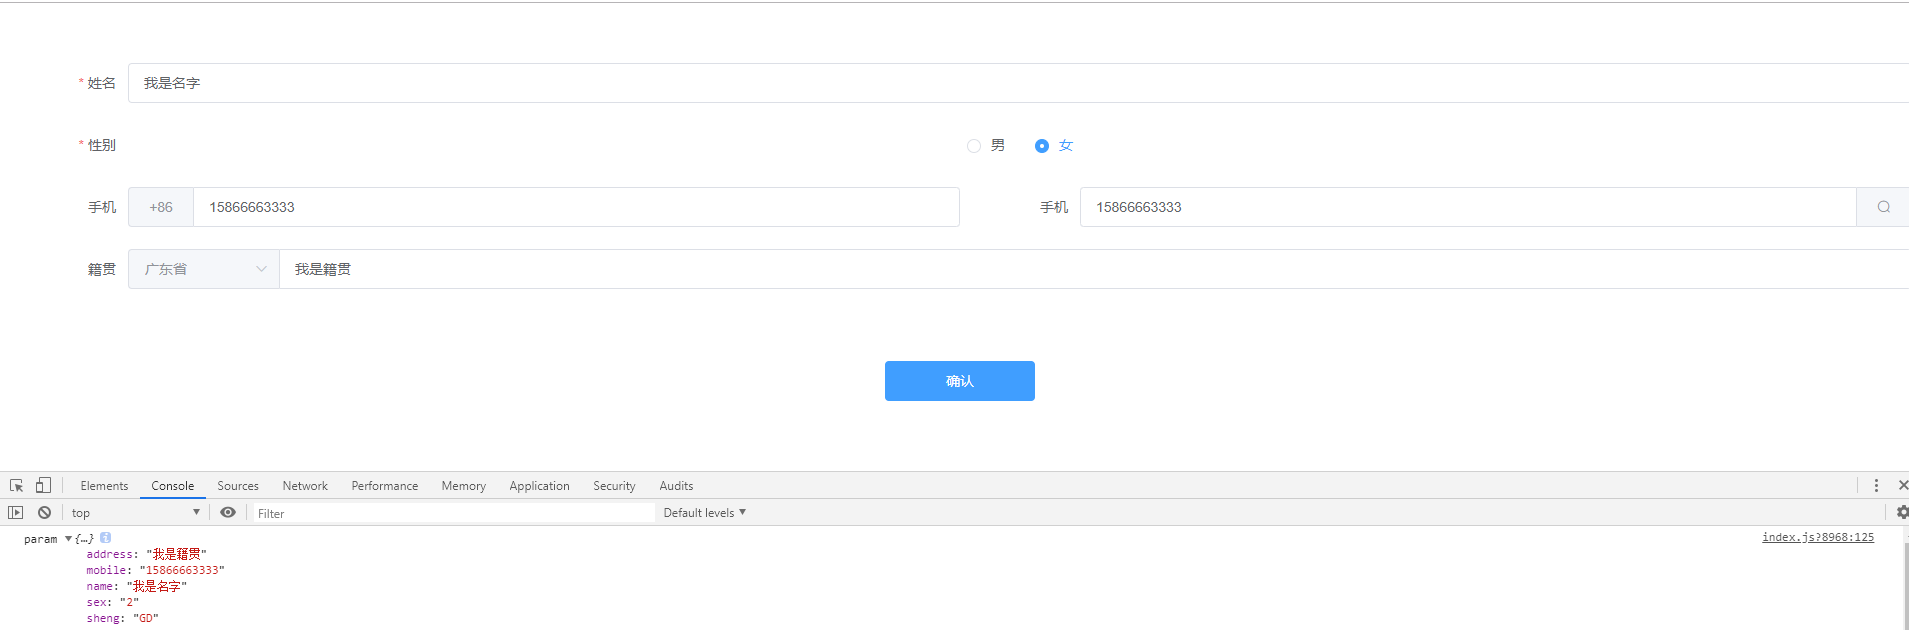 * 姓名 我是名字
* 性别 男 女
手机 +86 15866663333 手机 15866663333
籍贯 广东省 我是籍贯
确认
Elements Console Sources Network Performance Memory Application Security Audits
top Filter Default levels
param {…} index.js?8968:125
address: "我是籍贯"
mobile: "15866663333"
name: "我是名字"
sex: "2"
sheng: "GD"